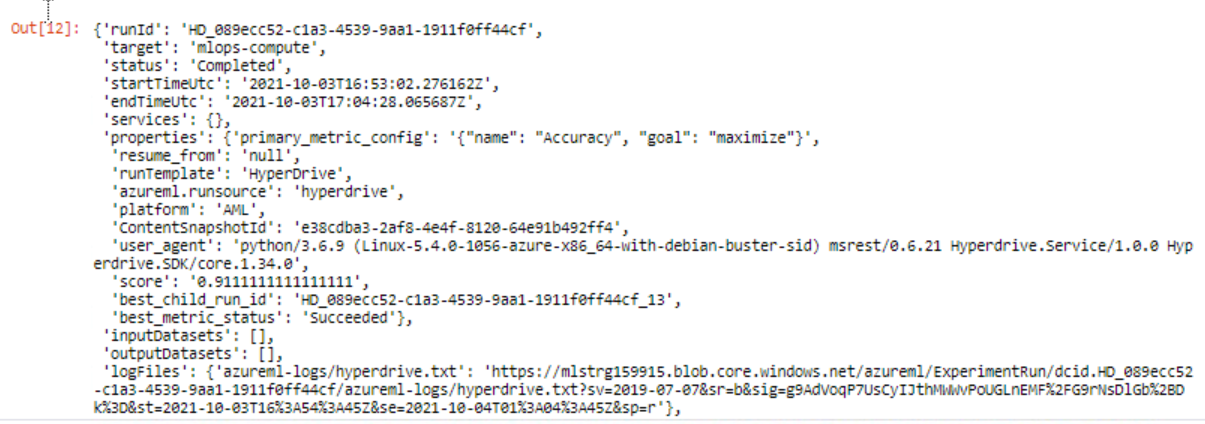 Out[12]: {'runId': 'HD_089ecc52-c1a3-4539-9aa1-1911f0ff44cf',
'target': 'mlops-compute',
'status': 'Completed',
'startTimeUtc': '2021-10-03T16:53:02.276162Z',
'endTimeUtc': '2021-10-03T17:04:28.065687Z',
'services': {},
'properties': {'primary_metric_config': '{"name": "Accuracy", "goal": "maximize"}',
'resume_from': 'null',
'runTemplate': 'HyperDrive',
'azureml.runsource': 'hyperdrive',
'platform': 'AML',
'ContentSnapshotId': 'e38cdba3-2af8-4e4f-8120-64e91b492ff4',
'user_agent': 'python/3.6.9 (Linux-5.4.0-1056-azure-x86_64-with-debian-buster-sid) msrest/0.6.21 Hyperdrive.Service/1.0.0 Hyp
erdrive.SDK/core.1.34.0',
'score': '0.9111111111111111',
'best_child_run_id': 'HD_089ecc52-c1a3-4539-9aa1-1911f0ff44cf_13',
'best_metric_status': 'Succeeded'},
'inputDatasets': [],
'outputDatasets': [],
'logFiles': {'azureml-logs/hyperdrive.txt': 'https://mlstrg159915.blob.core.windows.net/azureml/ExperimentRun/dcid.HD_089ecc52
-c1a3-4539-9aa1-1911f0ff44cf/azureml-logs/hyperdrive.txt?sv=2019-07-07&sr=b&sig=g9AdVoqP7UsCyIJthMWWvPoUGLnEMF%2FG9rNsDlGb%2BD
k%3D&st=2021-10-03T16%3A54%3A45Z&se=2021-10-04T01%3A04%3A45Z&sp=r'},